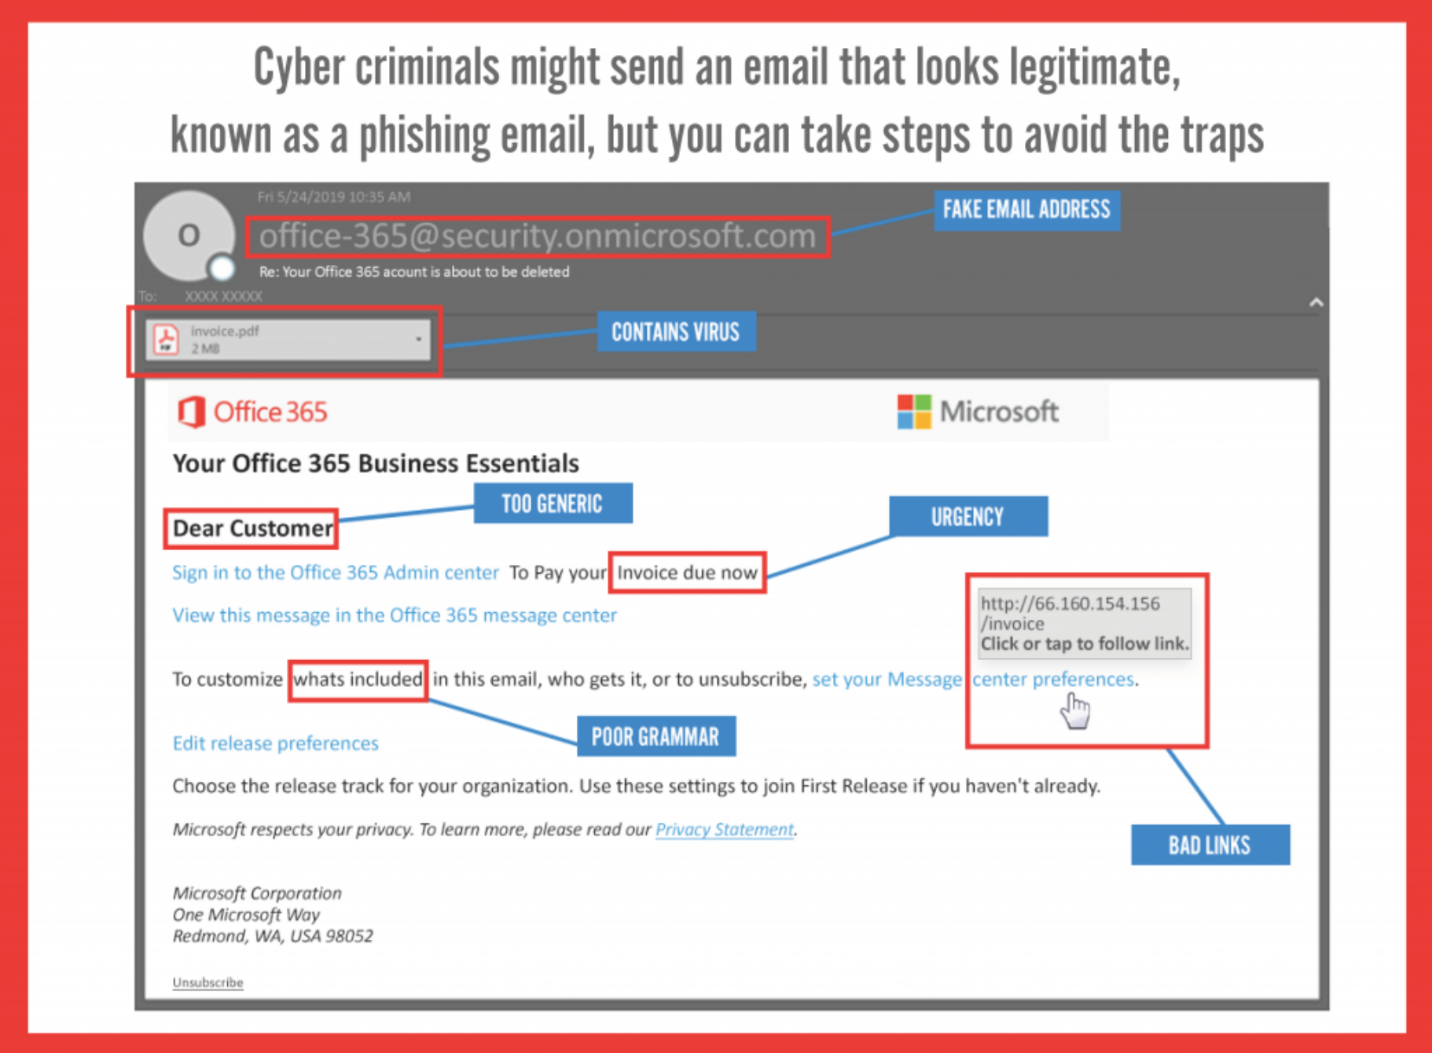 Cyber criminals might send an email that looks legitimate,
known as a phishing email, but you can take steps to avoid the traps
Fri 5/24/2019 10:35 AM
FAKE EMAIL ADDRESS
O
office-365@security.onmicrosoft.com
Re: Your Office 365 acount is about to be deleted
To: XXXX XXXXX
invoice.pdf
2 MB
CONTAINS VIRUS
Office 365
Microsoft
Your Office 365 Business Essentials
TOO GENERIC
URGENCY
Dear Customer
Sign in to the Office 365 Admin center To Pay your Invoice due now
http://66.160.154.156
/invoice
Click or tap to follow link.
View this message in the Office 365 message center
To customize whats included in this email, who gets it, or to unsubscribe, set your Message center preferences.
POOR GRAMMAR
Edit release preferences
Choose the release track for your organization. Use these settings to join First Release if you haven't already.
Microsoft respects your privacy. To learn more, please read our Privacy Statement.
BAD LINKS
Microsoft Corporation
One Microsoft Way
Redmond, WA, USA 98052
Unsubscribe